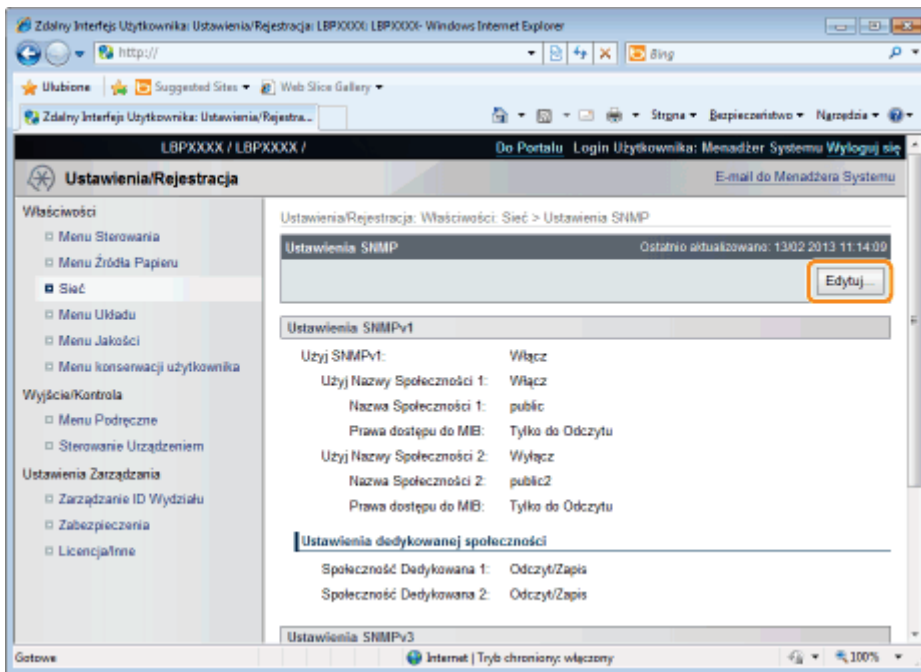 Zdalny Interfejs Użytkownika: Ustawienia/Rejestracja: LBPXXXX: LBPXXXX- Windows Internet Explorer
http://
Bing
Ulubione Suggested Sites Web Slice Gallery
Zdalny Interfejs Użytkownika: Ustawienia/Rejestra... Strona Bezpieczeństwo Narzędzia
LBPXXXX / LBPXXXX / Do Portalu Login Użytkownika: Menadżer Systemu Wyloguj się
Ustawienia/Rejestracja E-mail do Menadżera Systemu
Właściwości
Menu Sterowania
Menu Źródła Papieru
Sieć
Menu Układu
Menu Jakości
Menu konserwacji użytkownika
Wyjście/Kontrola
Menu Podręczne
Sterowanie Urządzeniem
Ustawienia Zarządzania
Zarządzanie ID Wydziału
Zabezpieczenia
Licencja/Inne
Ustawienia/Rejestracja: Właściwości: Sieć > Ustawienia SNMP
Ustawienia SNMP Ostatnio aktualizowano: 13/02 2013 11:14:09
Edytuj...
Ustawienia SNMPv1
Użyj SNMPv1: Włącz
Użyj Nazwy Społeczności 1: Włącz
Nazwa Społeczności 1: public
Prawa dostępu do MIB: Tylko do Odczytu
Użyj Nazwy Społeczności 2: Wyłącz
Nazwa Społeczności 2: public2
Prawa dostępu do MIB: Tylko do Odczytu
Ustawienia dedykowanej społeczności
Społeczność Dedykowana 1: Odczyt/Zapis
Społeczność Dedykowana 2: Odczyt/Zapis
Ustawienia SNMPv3
Gotowe Internet | Tryb chroniony: włączony 100%